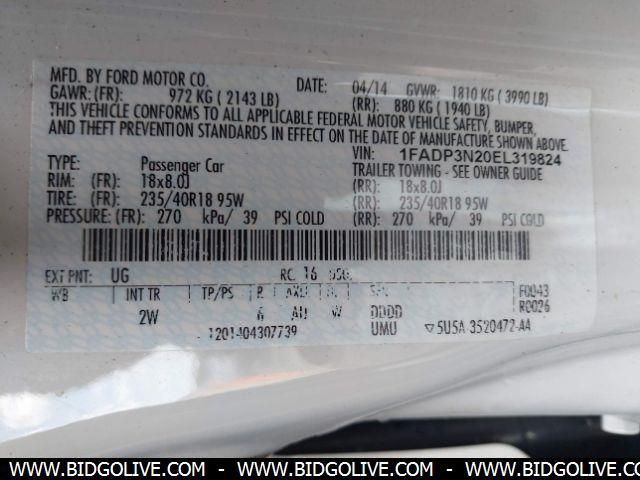 MFD. BY FORD MOTOR CO. DATE: 04/14 GVWR: 1810 KG ( 3990 LB)
GAWR: (FR): 972 KG ( 2143 LB) (RR): 880 KG ( 1940 LB)
THIS VEHICLE CONFORMS TO ALL APPLICABLE FEDERAL MOTOR VEHICLE SAFETY, BUMPER,
AND THEFT PREVENTION STANDARDS IN EFFECT ON THE DATE OF MANUFACTURE SHOWN ABOVE.
VIN: 1FADP3N20EL319824
TYPE: Passenger Car TRAILER TOWING - SEE OWNER GUIDE
RIM: (FR): 18x8.0J (RR): 18x8.0J
TIRE: (FR): 235/40R18 95W (RR): 235/40R18 95W
PRESSURE: (FR): 270 kPa/ 39 PSI COLD (RR): 270 kPa/ 39 PSI COLD
EXT PNT: UG RC: 16
WB INT TR TP/PS R F0043
2W 6 W DDDD R0026
UMU 5U5A 3520472-AA
WWW.BIDGOLIVE.COM - WWW.BIDGOLIVE.COM - WWW.BIDGOLIVE.COM